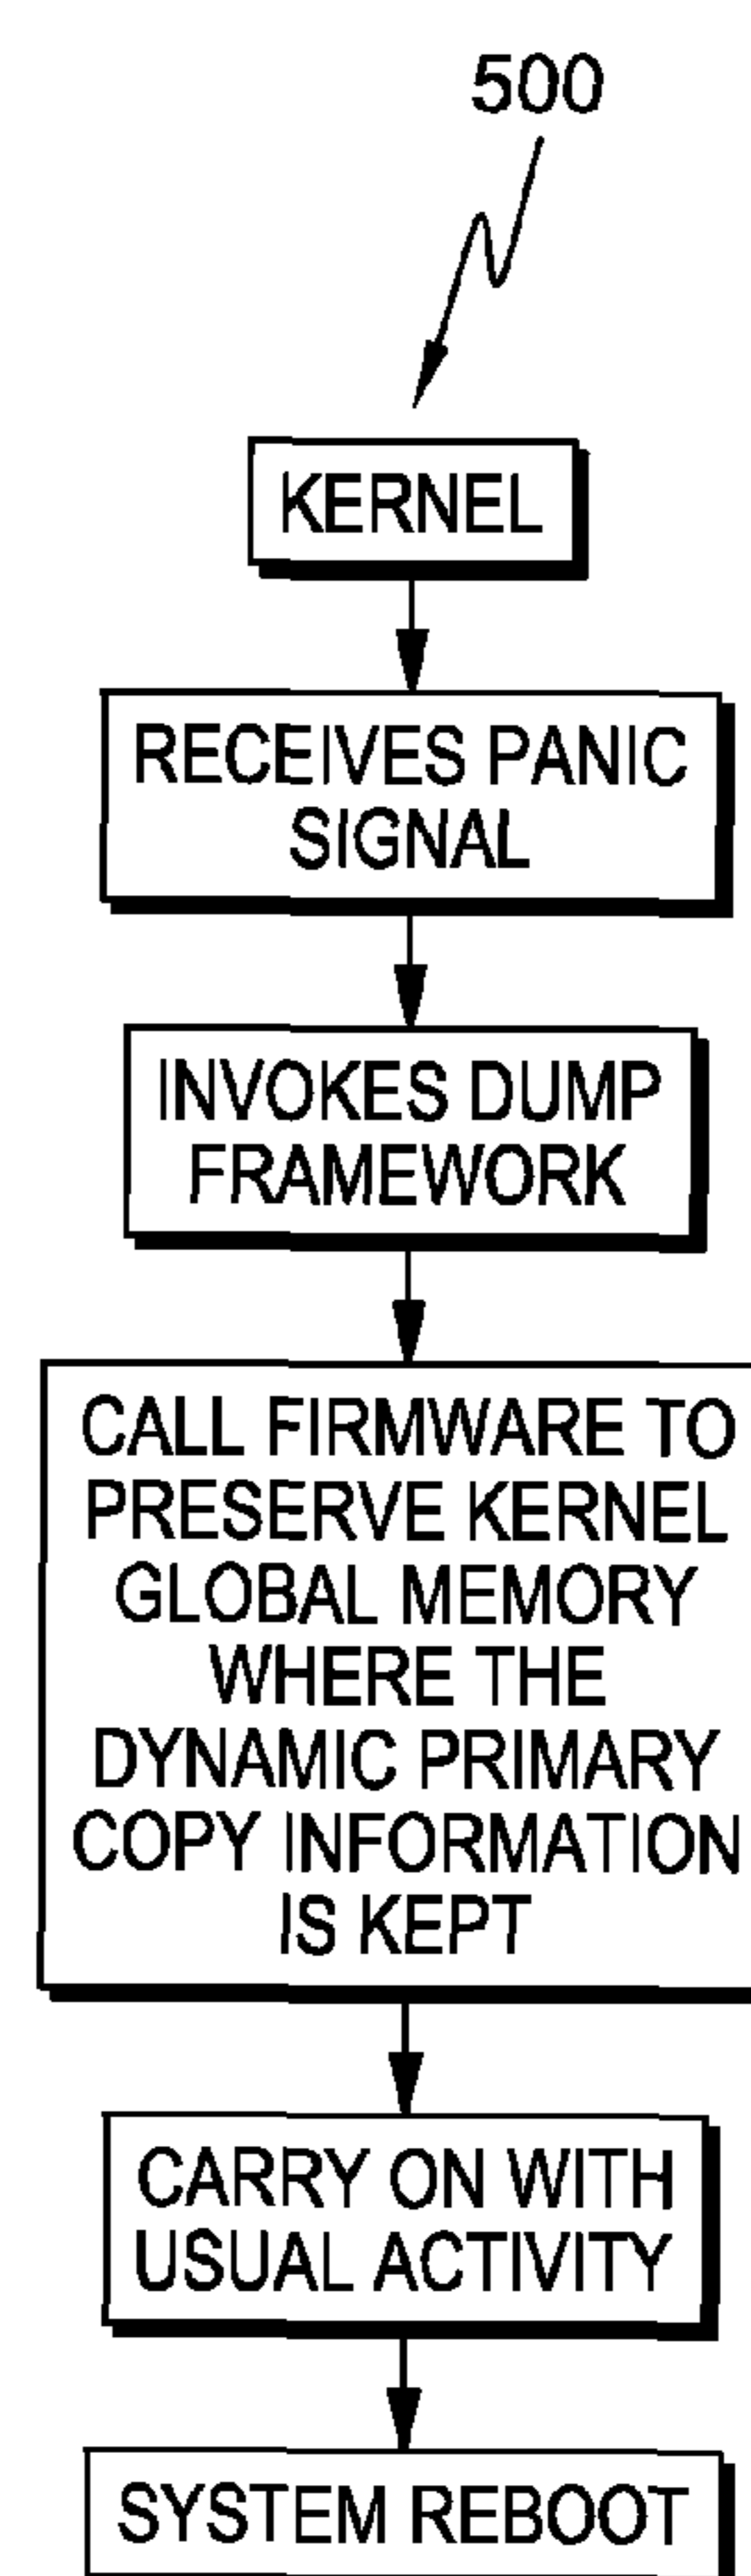 500
KERNEL
RECEIVES PANIC
SIGNAL
INVOKES DUMP
FRAMEWORK
CALL FIRMWARE TO
PRESERVE KERNEL
GLOBAL MEMORY
WHERE THE
DYNAMIC PRIMARY
COPY INFORMATION
IS KEPT
CARRY ON WITH
USUAL ACTIVITY
SYSTEM REBOOT